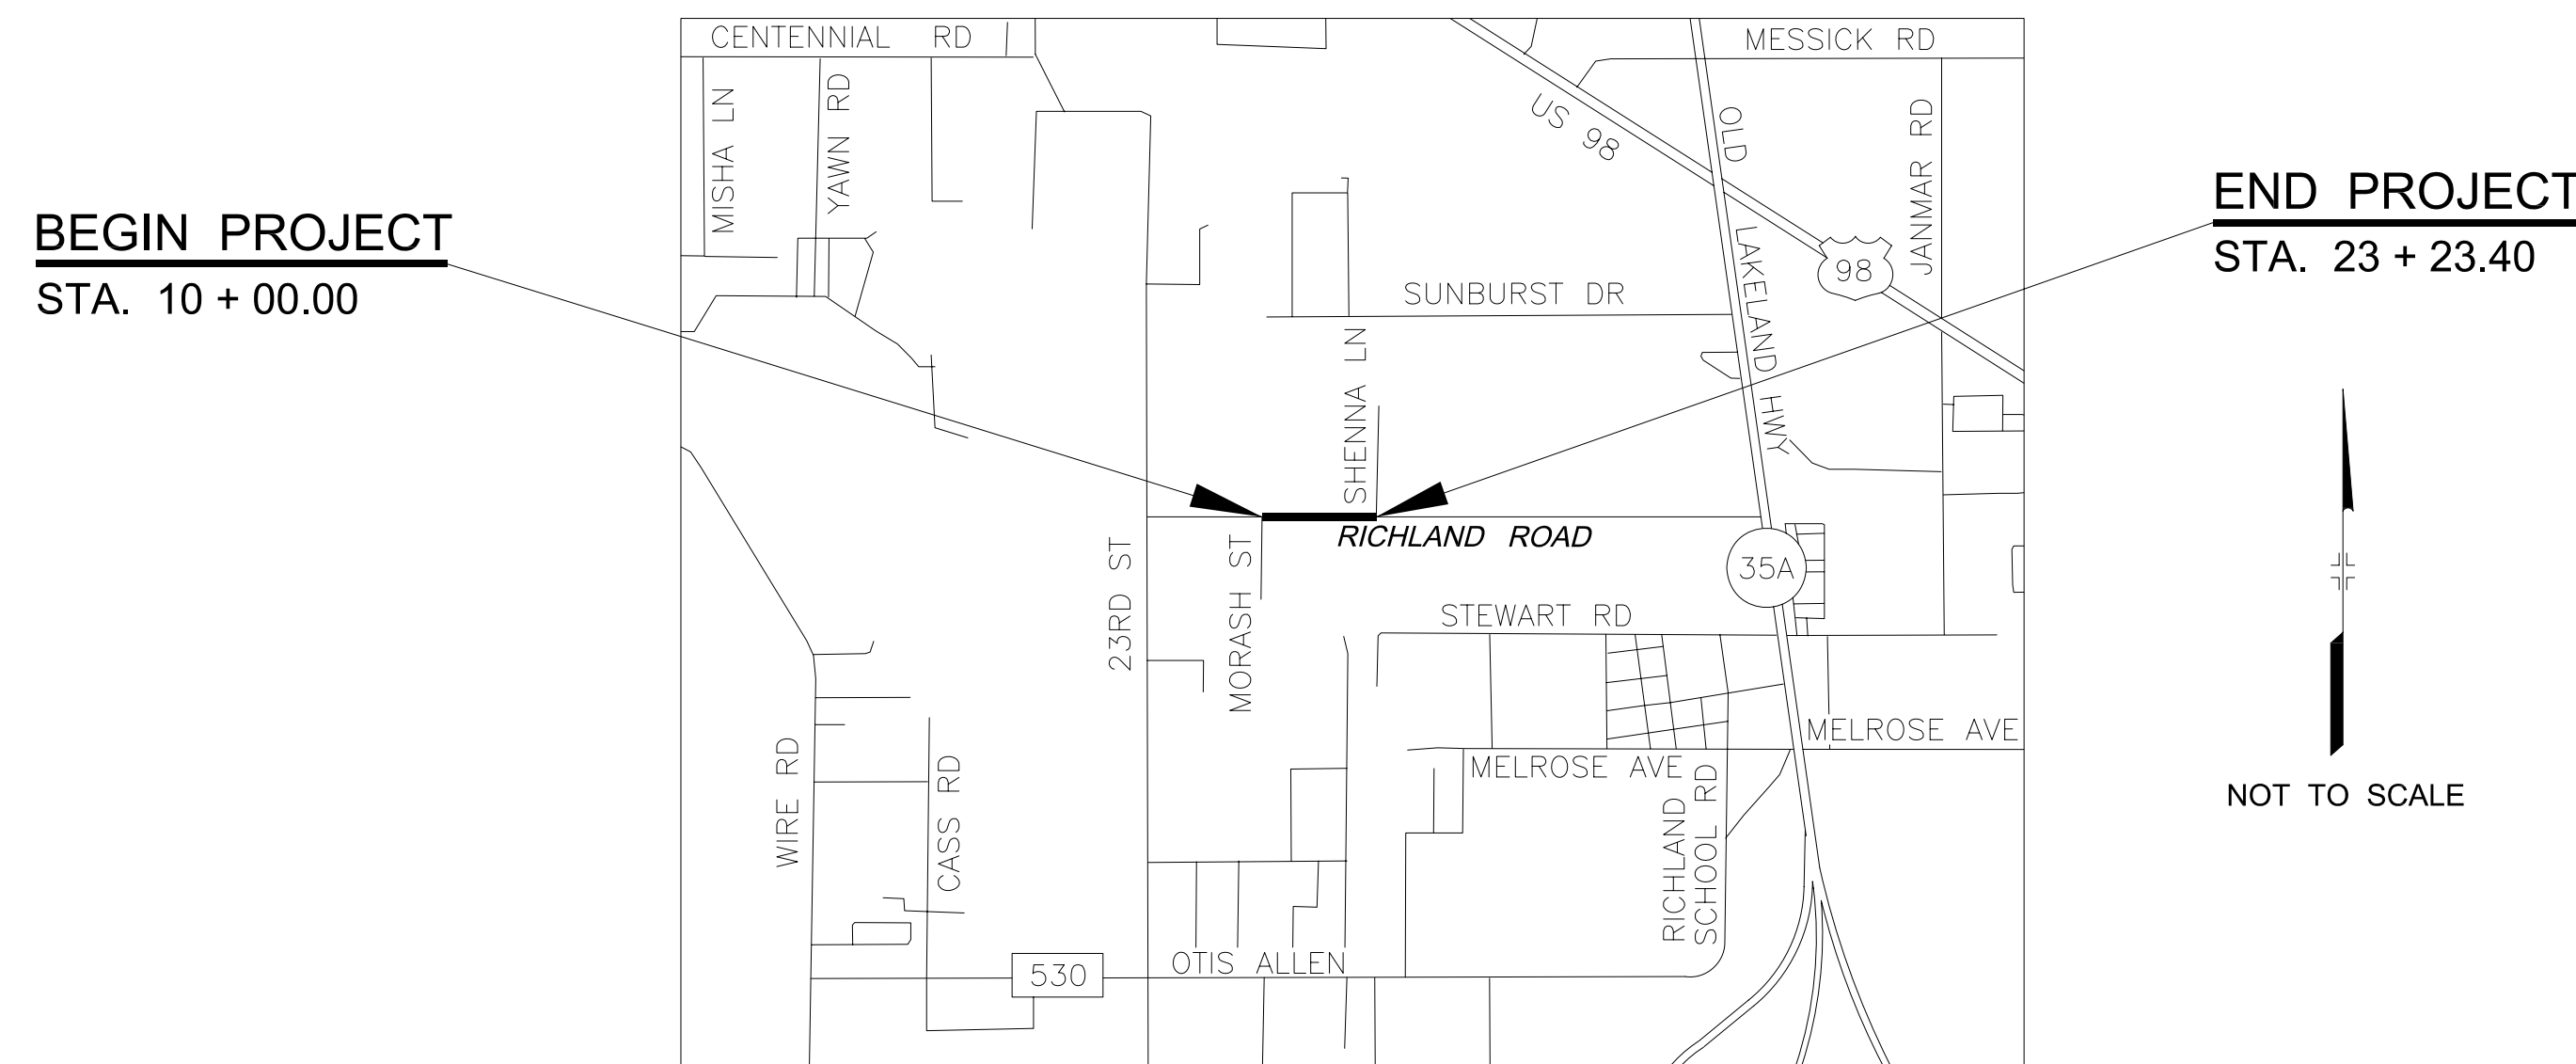 CENTENNIAL RD
MESSICK RD
MISHA LN
YAWN RD
US 98
OLD LAKELAND HWY
JANMAR RD
BEGIN PROJECT
STA. 10 + 00.00
END PROJECT
STA. 23 + 23.40
98
SUNBURST DR
SHENNA LN
RICHLAND ROAD
23RD ST
MORASH ST
35A
STEWART RD
MELROSE AVE
MELROSE AVE
WIRE RD
CASS RD
RICHLAND
SCHOOL RD
OTIS ALLEN
530
NOT TO SCALE